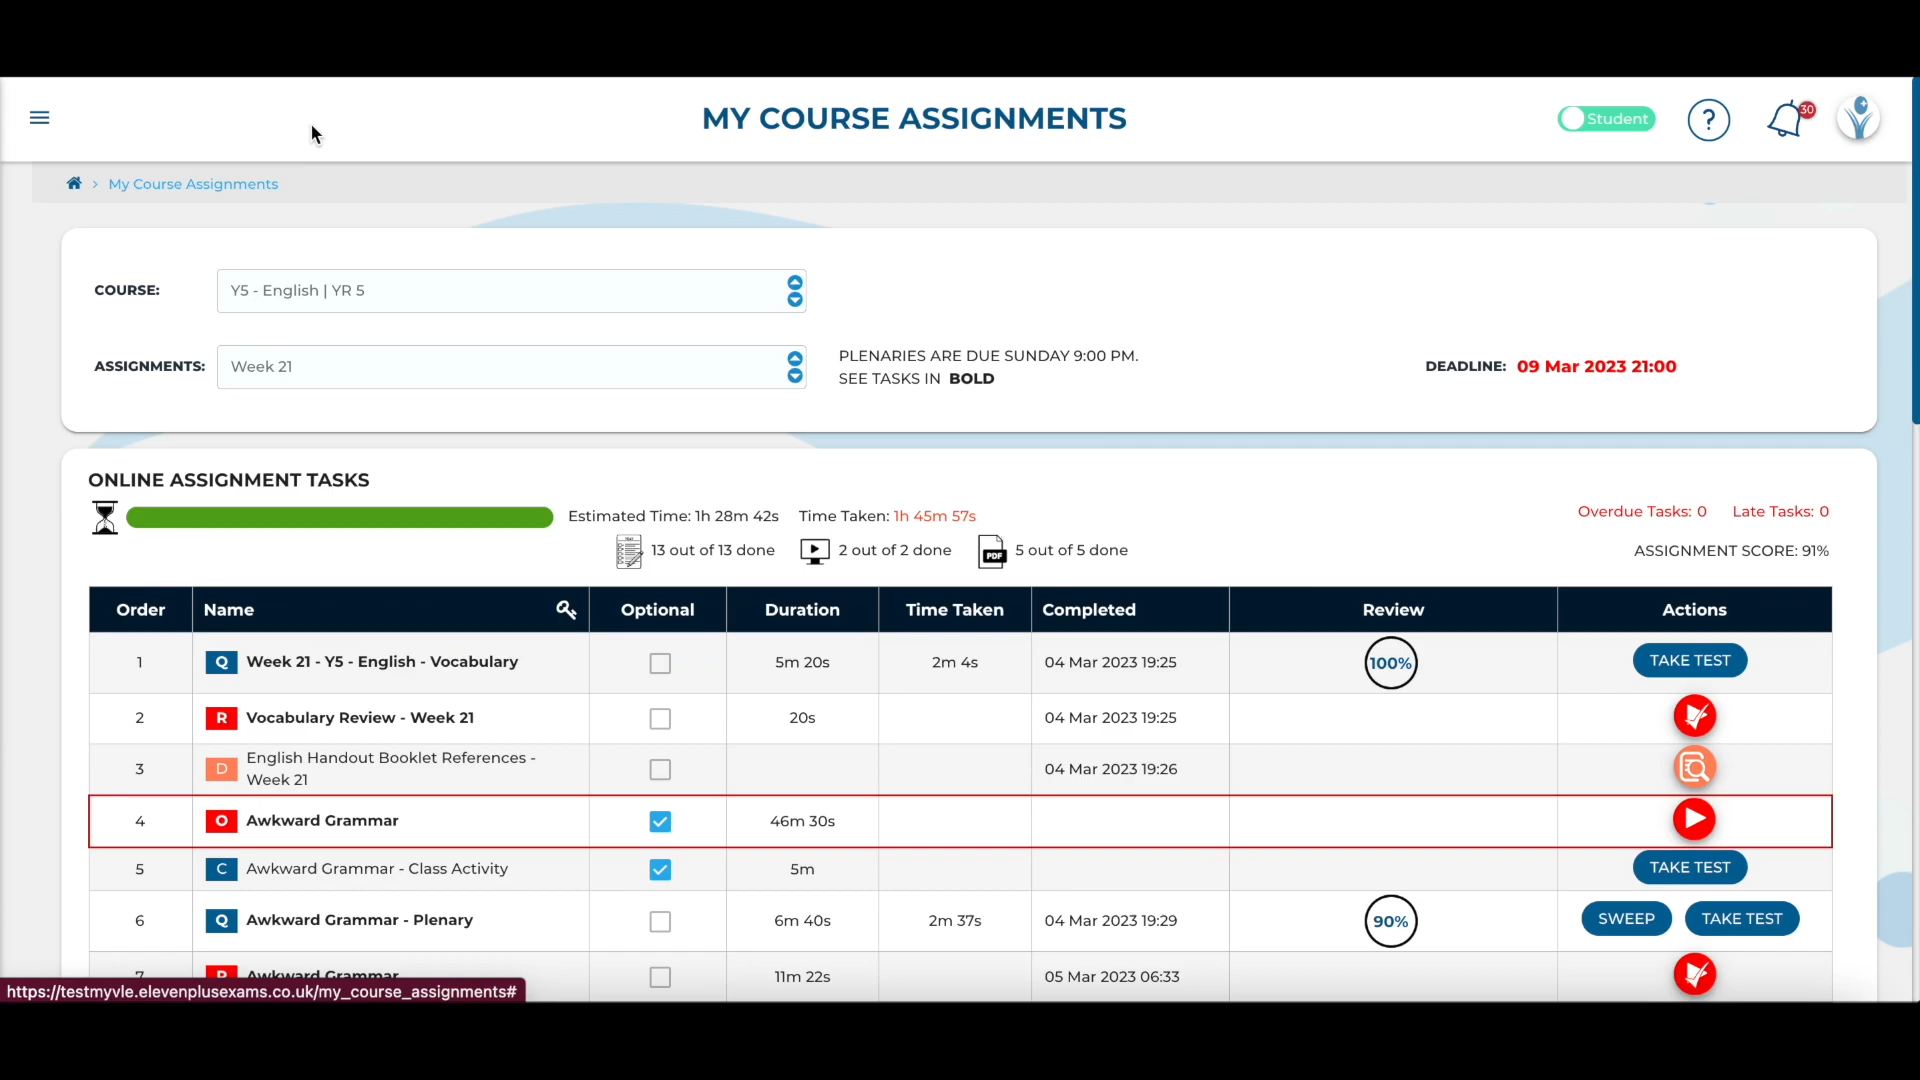 MY COURSE ASSIGNMENTS
Student
?
30
> My Course Assignments
COURSE:
Y5 - English | YR 5
ASSIGNMENTS:
Week 21
PLENARIES ARE DUE SUNDAY 9:00 PM.
SEE TASKS IN BOLD
DEADLINE: 09 Mar 2023 21:00
ONLINE ASSIGNMENT TASKS
Estimated Time: 1h 28m 42s Time Taken: 1h 45m 57s
Overdue Tasks: 0 Late Tasks: 0
13 out of 13 done 2 out of 2 done PDF 5 out of 5 done
ASSIGNMENT SCORE: 91%
Order Name Optional Duration Time Taken Completed Review Actions
1 Q Week 21 - Y5 - English - Vocabulary 5m 20s 2m 4s 04 Mar 2023 19:25 100% TAKE TEST
2 R Vocabulary Review - Week 21 20s 04 Mar 2023 19:25
3 D English Handout Booklet References - Week 21 04 Mar 2023 19:26
4 O Awkward Grammar 46m 30s
5 C Awkward Grammar - Class Activity 5m TAKE TEST
6 Q Awkward Grammar - Plenary 6m 40s 2m 37s 04 Mar 2023 19:29 90% SWEEP TAKE TEST
7 R Awkward Grammar 11m 22s 05 Mar 2023 06:33
https://testmyvle.elevenplusexams.co.uk/my_course_assignments#